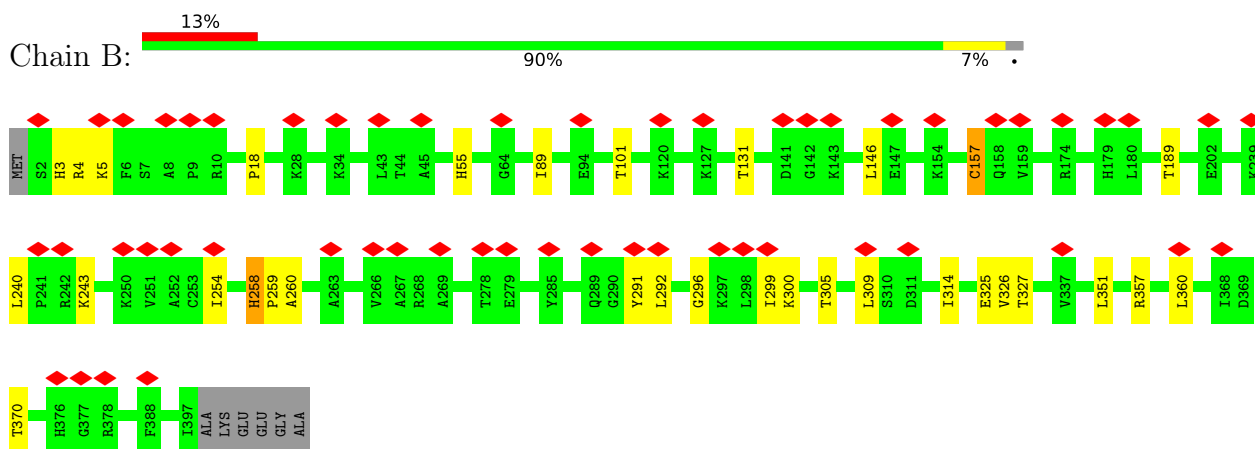 13%
Chain B:
90% 7% •
MET S2 H3 R4 K5 F6 S7 A8 P9 R10 P18 K28 K34 L43 T44 A45 H55 G64 I89 E94 T101 K120 K127 T131 D141 G142 K143 L146 E147 K154 C157 Q158 V159 R174 H179 L180 T189 E202 K239
L240 P241 R242 K243 K250 V251 A252 C253 I254 H258 P259 A260 A263 V266 A267 R268 A269 T278 E279 Y285 Q289 G290 Y291 L292 G296 K297 L298 I299 K300 T305 L309 S310 D311 I314 E325 V326 T327 V337 L351 R357 L360 I368 D369
T370 H376 G377 R378 F388 I397 ALA LYS GLU GLU GLY ALA